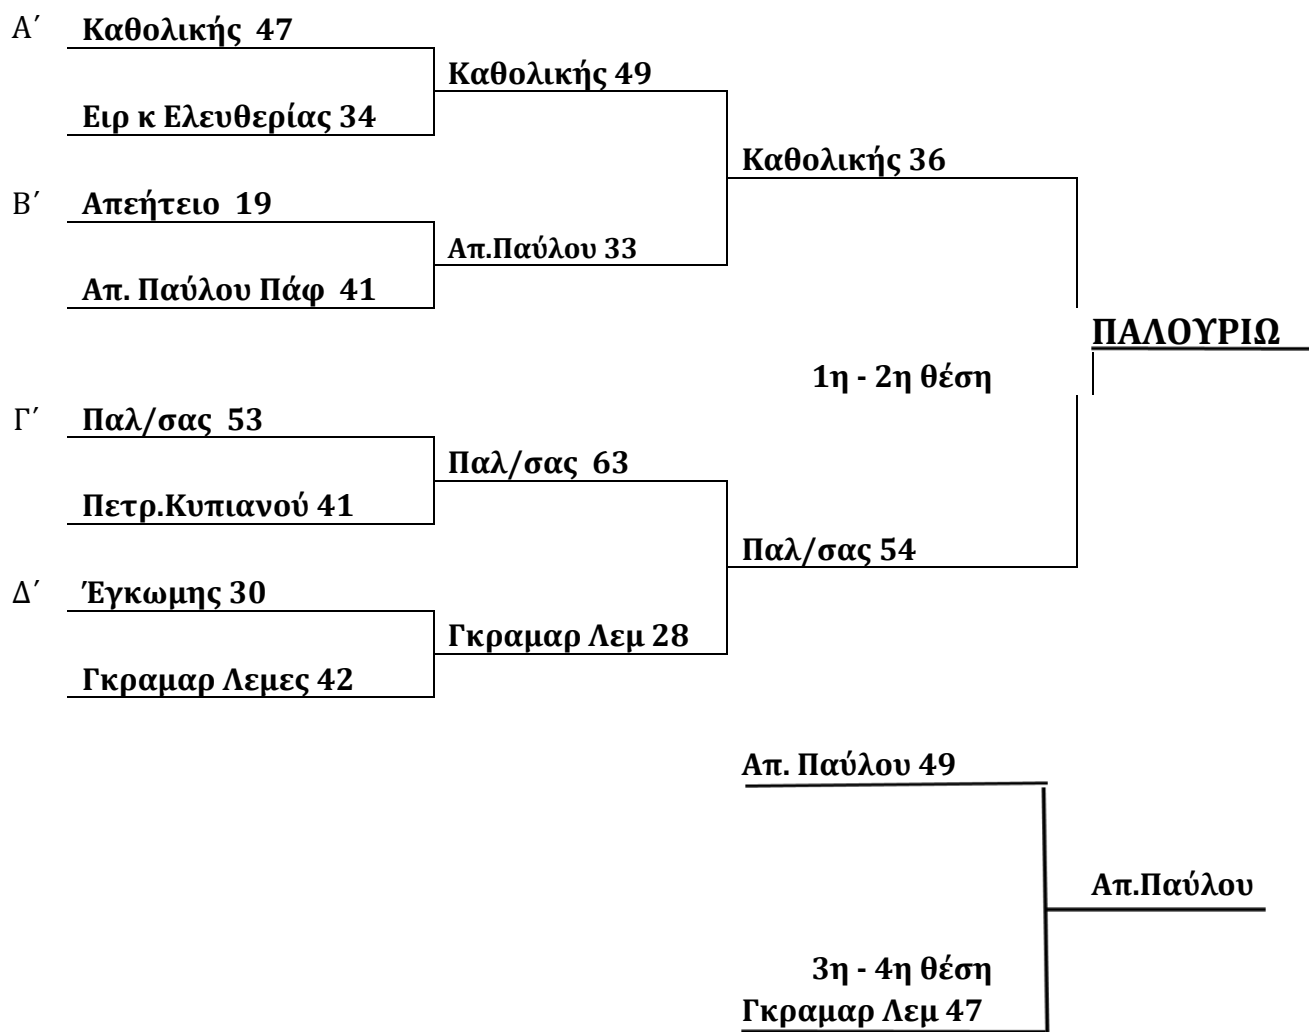 Α΄ Καθολικής 47
Καθολικής 49
Ειρ κ Ελευθερίας 34
Καθολικής 36
Β΄ Απεήτειο 19
Απ.Παύλου 33
Απ. Παύλου Πάφ 41
ΠΑΛΟΥΡΙΩ
1η - 2η θέση
Γ΄ Παλ/σας 53
Παλ/σας 63
Πετρ.Κυπιανού 41
Παλ/σας 54
Δ΄ Έγκωμης 30
Γκραμαρ Λεμ 28
Γκραμαρ Λεμες 42
Απ. Παύλου 49
Απ.Παύλου
3η - 4η θέση
Γκραμαρ Λεμ 47